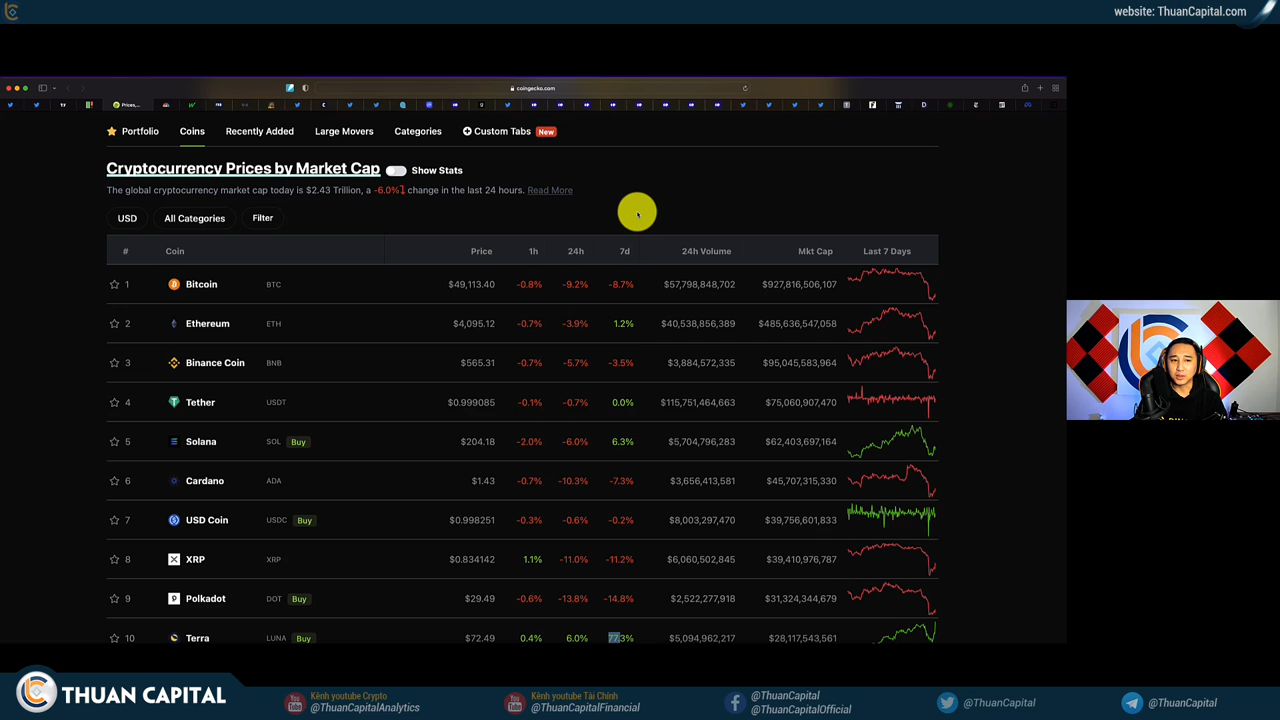 website: ThuanCapital.com
coingecko.com
Prices,...
Portfolio Coins Recently Added Large Movers Categories Custom Tabs New
Cryptocurrency Prices by Market Cap Show Stats
The global cryptocurrency market cap today is $2.43 Trillion, a -6.0% change in the last 24 hours. Read More
USD All Categories Filter
# Coin Price 1h 24h 7d 24h Volume Mkt Cap Last 7 Days
1 Bitcoin BTC $49,113.40 -0.8% -9.2% -8.7% $57,798,848,702 $927,816,506,107
2 Ethereum ETH $4,095.12 -0.7% -3.9% 1.2% $40,538,856,389 $485,636,547,058
3 Binance Coin BNB $565.31 -0.7% -5.7% -3.5% $3,884,572,335 $95,045,583,964
4 Tether USDT $0.999085 -0.1% -0.7% 0.0% $115,751,464,663 $75,060,907,470
5 Solana SOL Buy $204.18 -2.0% -6.0% 6.3% $5,704,796,283 $62,403,697,164
6 Cardano ADA $1.43 -0.7% -10.3% -7.3% $3,656,413,581 $45,707,315,330
7 USD Coin USDC Buy $0.998251 -0.3% -0.6% -0.2% $8,003,297,470 $39,756,601,833
8 XRP XRP $0.834142 1.1% -11.0% -11.2% $6,060,502,845 $39,410,976,787
9 Polkadot DOT Buy $29.49 -0.6% -13.8% -14.8% $2,522,277,918 $31,324,344,679
10 Terra LUNA Buy $72.49 0.4% 6.0% 77.3% $5,094,962,217 $28,117,543,561
THUAN CAPITAL
Kênh youtube Crypto
@ThuanCapitalAnalytics
Kênh youtube Tài Chính
@ThuanCapitalFinancial
@ThuanCapital
@ThuanCapitalOfficial
@ThuanCapital
@ThuanCapital